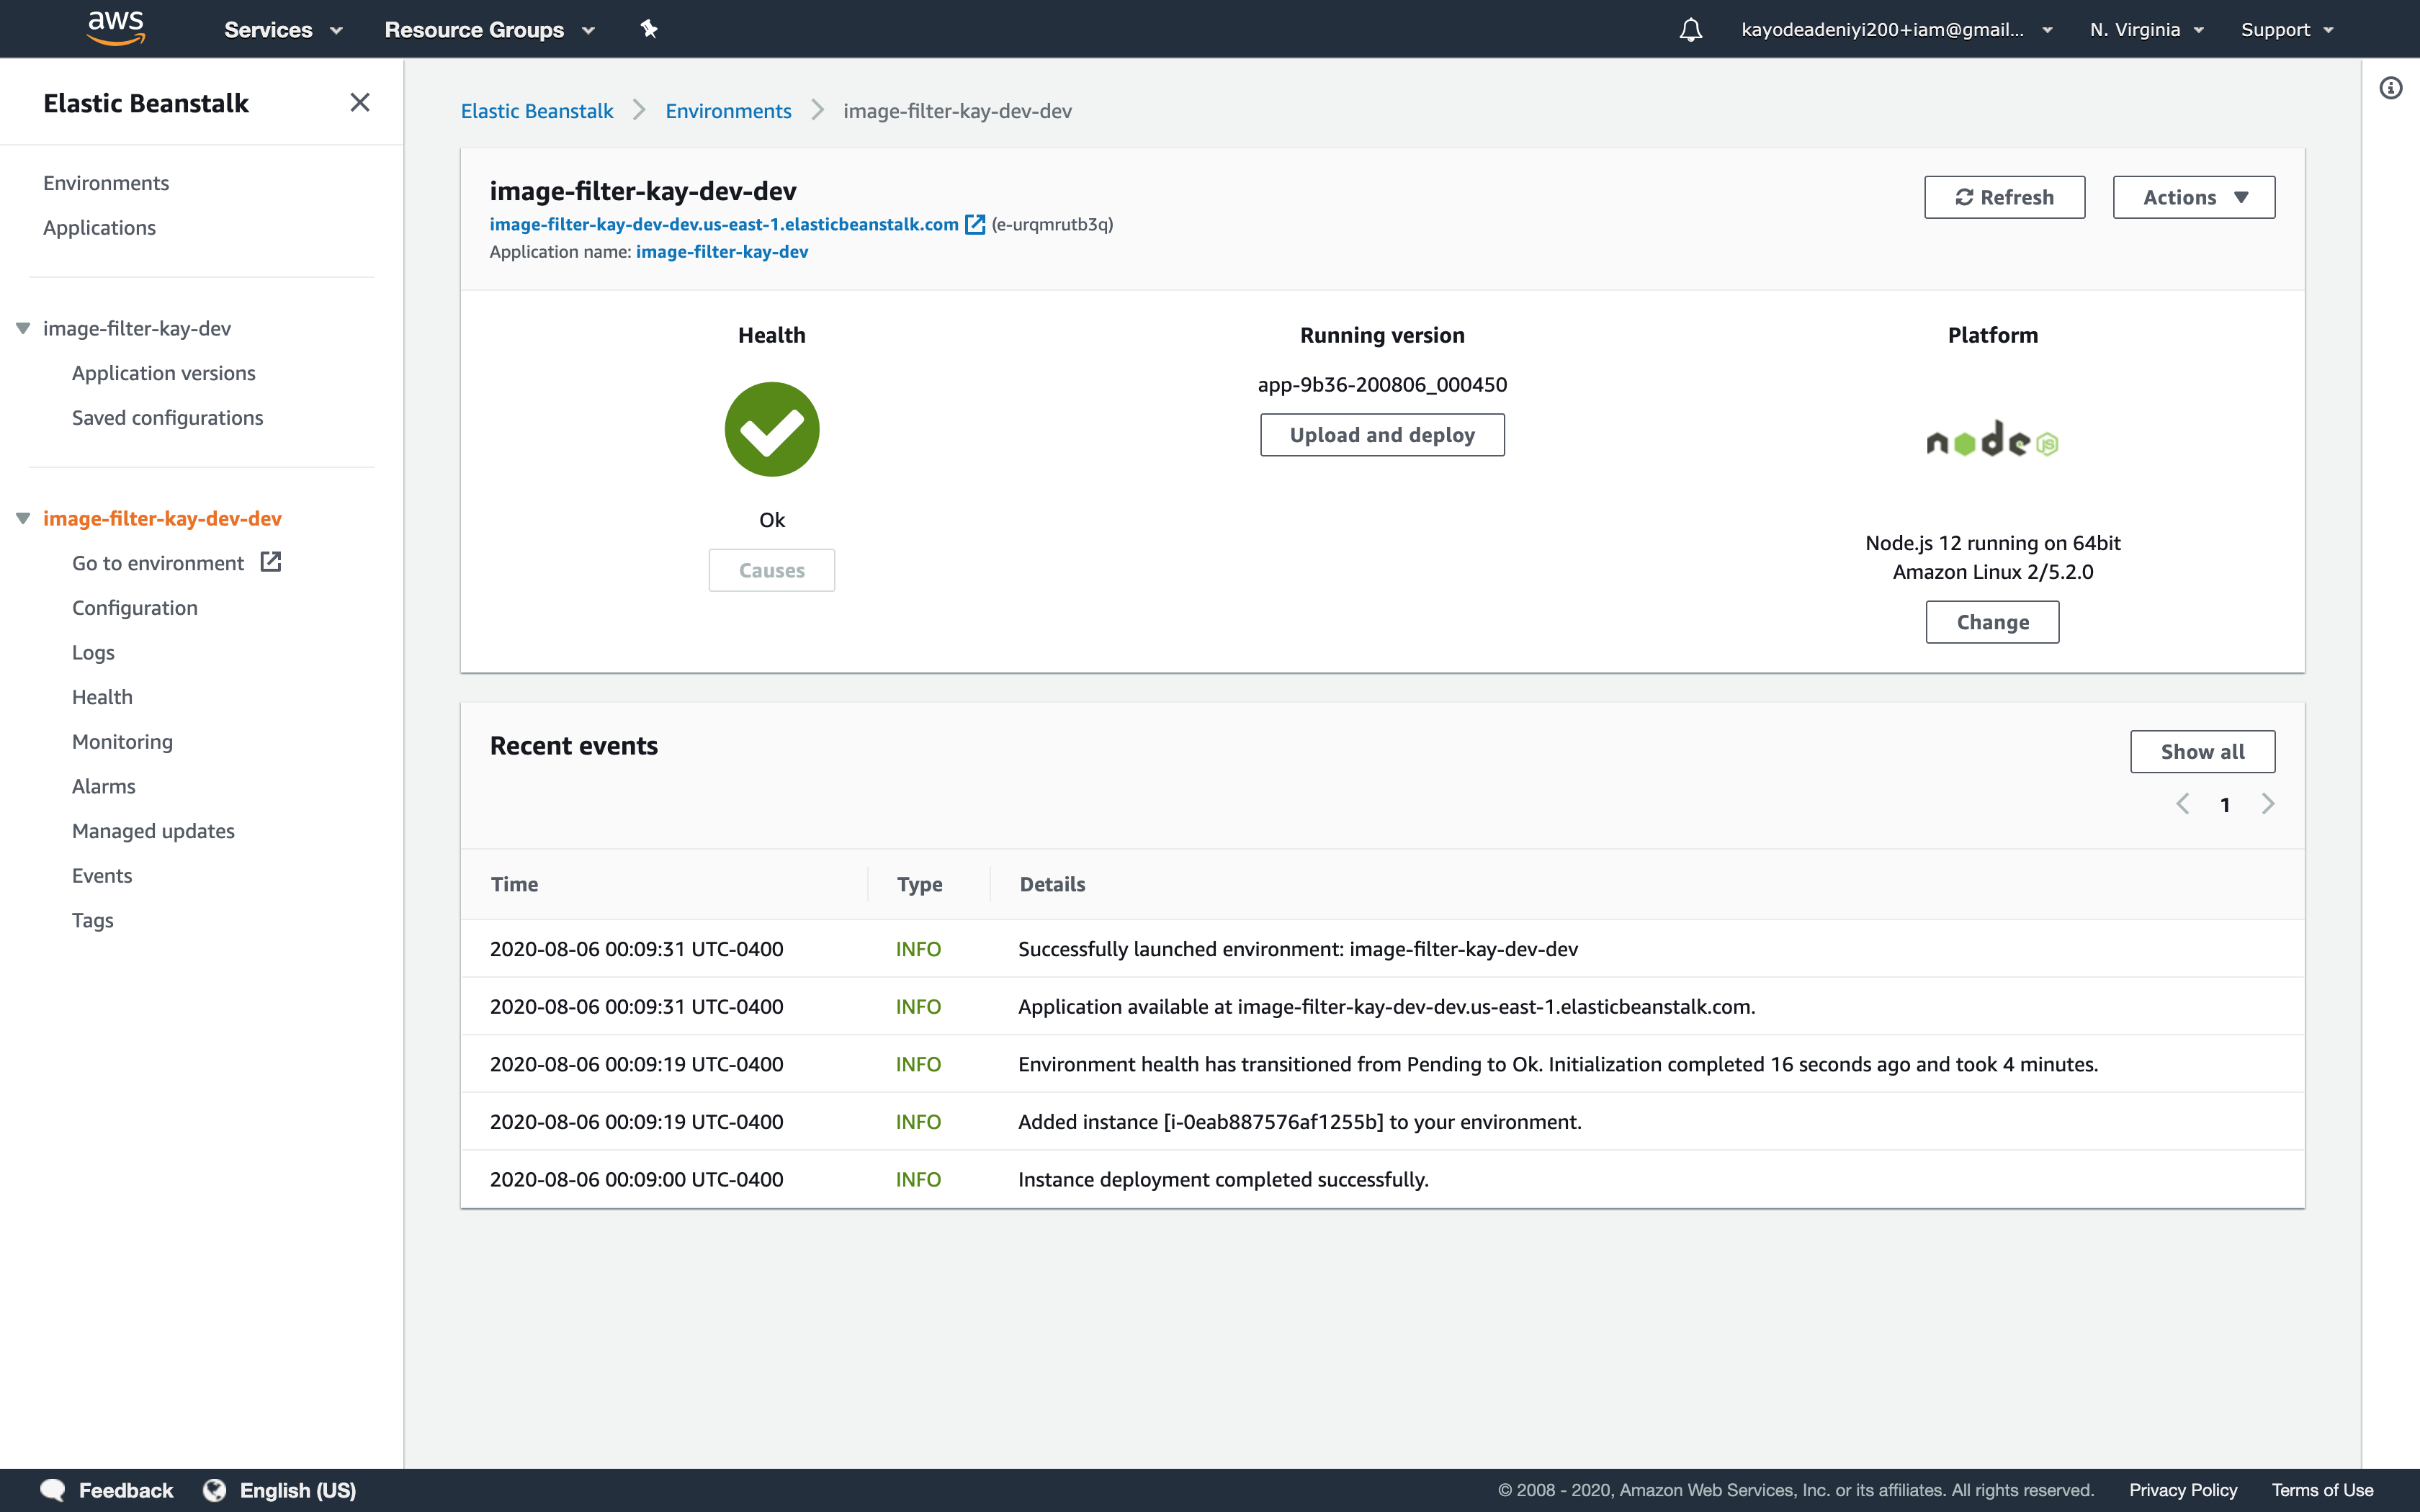 aws
Services
Resource Groups
kayodeadeniyi200+iam@gmail...
N. Virginia
Support
Elastic Beanstalk
Environments
Applications
image-filter-kay-dev
Application versions
Saved configurations
image-filter-kay-dev-dev
Go to environment
Configuration
Logs
Health
Monitoring
Alarms
Managed updates
Events
Tags
Elastic Beanstalk > Environments > image-filter-kay-dev-dev
image-filter-kay-dev-dev
image-filter-kay-dev-dev.us-east-1.elasticbeanstalk.com (e-urqmrutb3q)
Application name: image-filter-kay-dev
Refresh
Actions
Health
Ok
Causes
Running version
app-9b36-200806_000450
Upload and deploy
Platform
node JS
Node.js 12 running on 64bit
Amazon Linux 2/5.2.0
Change
Recent events
Show all
1
Time Type Details
2020-08-06 00:09:31 UTC-0400 INFO Successfully launched environment: image-filter-kay-dev-dev
2020-08-06 00:09:31 UTC-0400 INFO Application available at image-filter-kay-dev-dev.us-east-1.elasticbeanstalk.com.
2020-08-06 00:09:19 UTC-0400 INFO Environment health has transitioned from Pending to Ok. Initialization completed 16 seconds ago and took 4 minutes.
2020-08-06 00:09:19 UTC-0400 INFO Added instance [i-0eab887576af1255b] to your environment.
2020-08-06 00:09:00 UTC-0400 INFO Instance deployment completed successfully.
Feedback
English (US)
© 2008 - 2020, Amazon Web Services, Inc. or its affiliates. All rights reserved.
Privacy Policy
Terms of Use